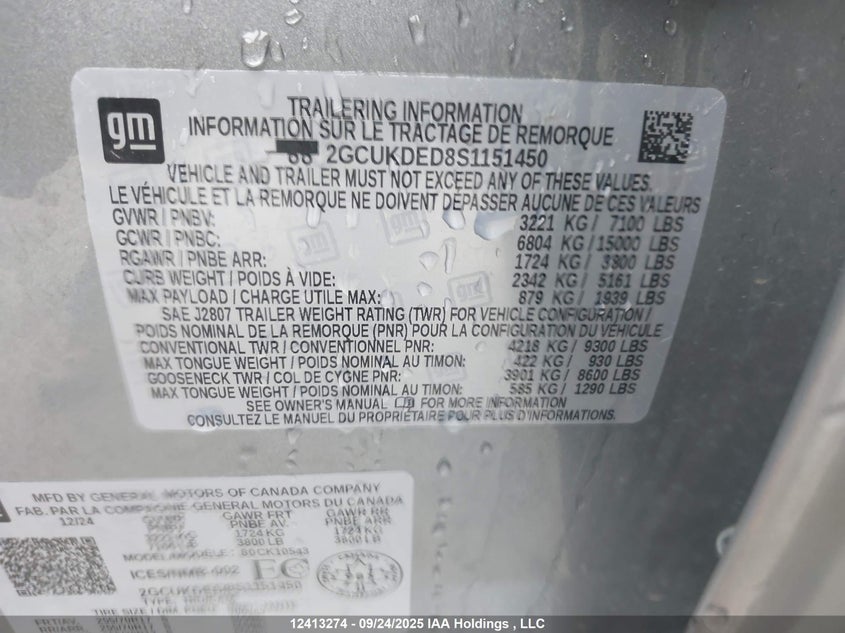 gm
TRAILERING INFORMATION
INFORMATION SUR LE TRACTAGE DE REMORQUE
88 2GCUKDED8S1151450
VEHICLE AND TRAILER MUST NOT EXCEED ANY OF THESE VALUES.
LE VÉHICULE ET LA REMORQUE NE DOIVENT DÉPASSER AUCUNE DE CES VALEURS
GVWR / PNBV: 3221 KG / 7100 LBS
GCWR / PNBC: 6804 KG / 15000 LBS
RGAWR / PNBE ARR: 1724 KG / 3800 LBS
CURB WEIGHT / POIDS À VIDE: 2342 KG / 5161 LBS
MAX PAYLOAD / CHARGE UTILE MAX: 879 KG / 1939 LBS
SAE J2807 TRAILER WEIGHT RATING (TWR) FOR VEHICLE CONFIGURATION /
POIDS NOMINAL DE LA REMORQUE (PNR) POUR LA CONFIGURATION DU VÉHICULE
CONVENTIONAL TWR / CONVENTIONNEL PNR: 4218 KG / 9300 LBS
MAX TONGUE WEIGHT / POIDS NOMINAL AU TIMON: 422 KG / 930 LBS
GOOSENECK TWR / COL DE CYGNE PNR: 3901 KG / 8600 LBS
MAX TONGUE WEIGHT / POIDS NOMINAL AU TIMON: 585 KG / 1290 LBS
SEE OWNER'S MANUAL FOR MORE INFORMATION
CONSULTEZ LE MANUEL DU PROPRIÉTAIRE POUR PLUS D'INFORMATIONS.
MFD BY GENERAL MOTORS OF CANADA COMPANY
FAB. PAR LA COMPAGNIE GENERAL MOTORS DU CANADA
12/24 GAWR FRT GAWR RR
PNBE AV. PNBE ARR
1724 KG 1724 KG
3800 LB 3800 LB
MODEL/MODELE: 80CK10543
ICES/NMB-002
2GCUKDED8S1151450
12413274 - 09/24/2025 IAA Holdings, LLC